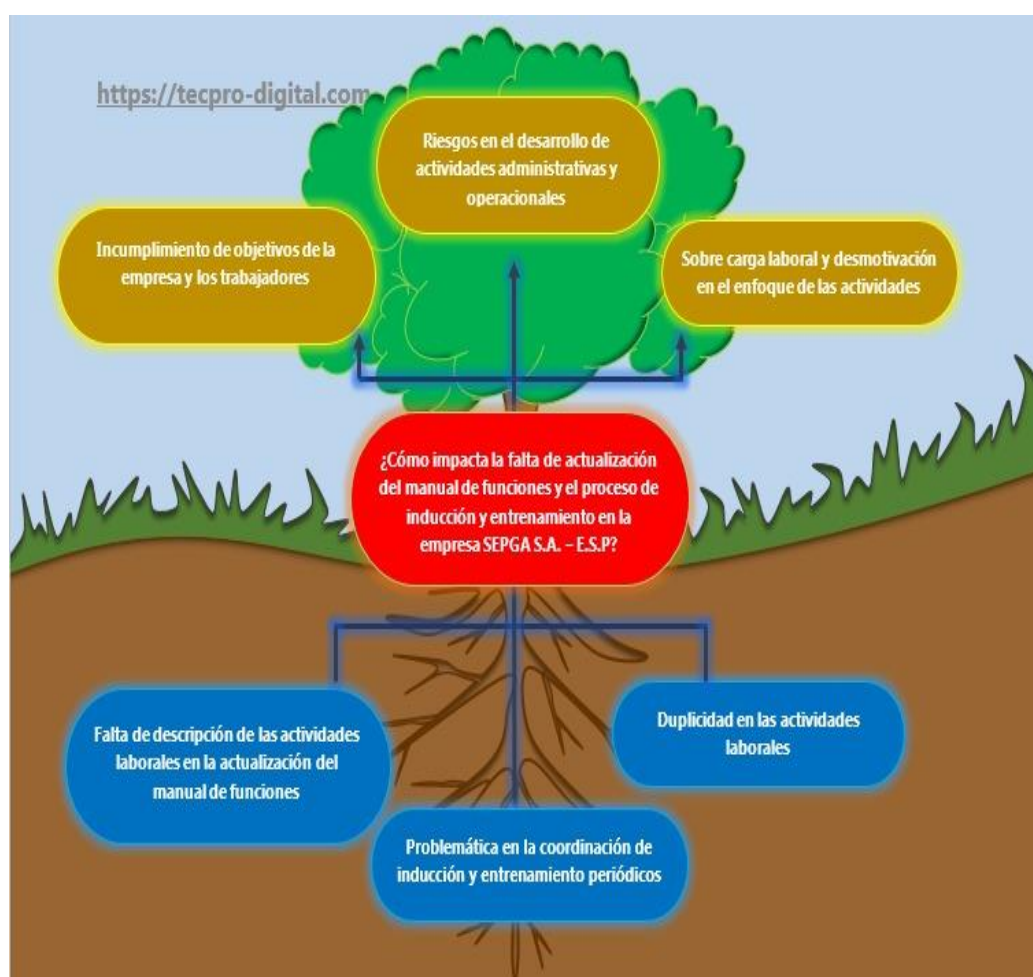 https://tecpro-digital.com
Riesgos en el desarrollo de
actividades administrativas y
operacionales
Incumplimiento de objetivos de la
empresa y los trabajadores
Sobre carga laboral y desmotivación
en el enfoque de las actividades
¿Cómo impacta la falta de actualización
del manual de funciones y el proceso de
inducción y entrenamiento en la
empresa SEPGA S.A. – E.S.P?
Falta de descripción de las actividades
laborales en la actualización del
manual de funciones
Duplicidad en las actividades
laborales
Problemática en la coordinación de
inducción y entrenamiento periódicos